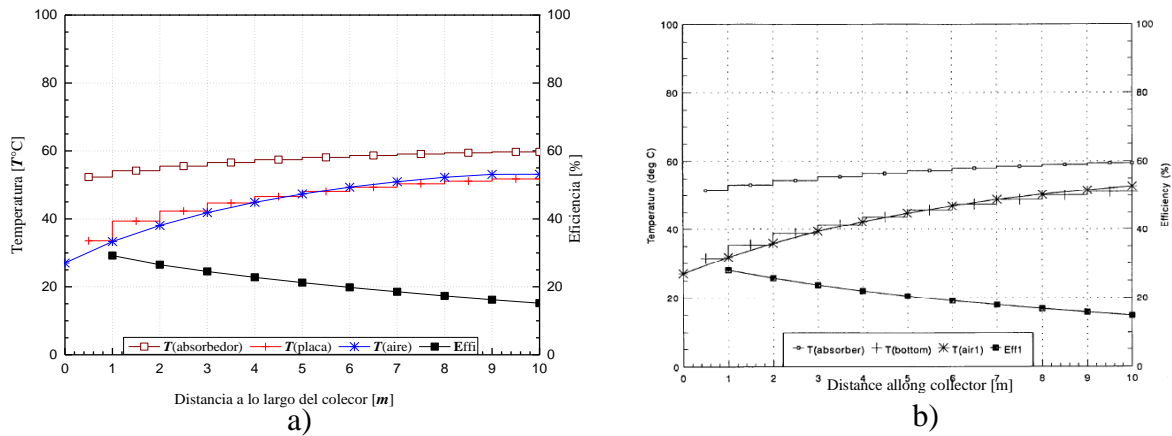 100
80
60
40
20
0
Temperatura [T°C]
100
80
60
40
20
0
Eficiencia [%]
T(absorbedor) T(placa) T(aire) Effi
0 1 2 3 4 5 6 7 8 9 10
Distancia a lo largo del colecor [m]
a)
100
80
60
40
20
0
Temperature (deg C)
100
80
60
40
20
0
Efficiency (%)
T(absorber) T(bottom) T(air1) Eff1
0 1 2 3 4 5 6 7 8 9 10
Distance allóng collector [m]
b)